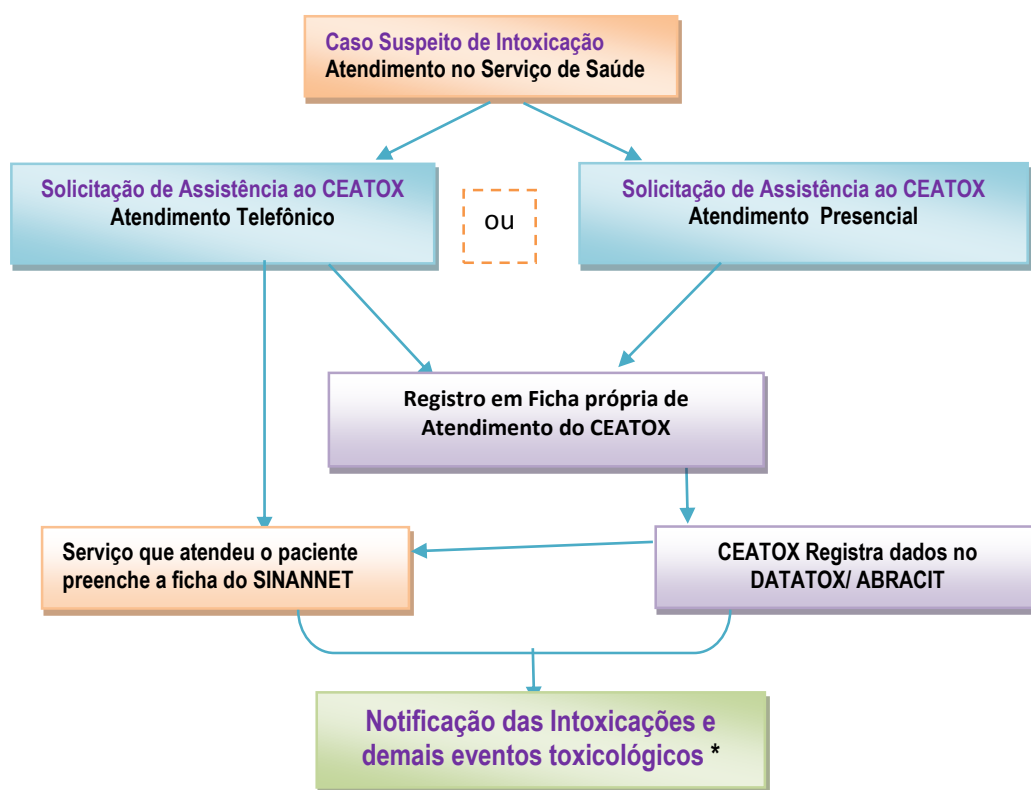 Caso Suspeito de Intoxicação
Atendimento no Serviço de Saúde
Solicitação de Assistência ao CEATOX
Atendimento Telefônico
ou
Solicitação de Assistência ao CEATOX
Atendimento Presencial
Registro em Ficha própria de
Atendimento do CEATOX
Serviço que atendeu o paciente
preenche a ficha do SINANNET
CEATOX Registra dados no
DATATOX/ ABRACIT
Notificação das Intoxicações e
demais eventos toxicológicos *